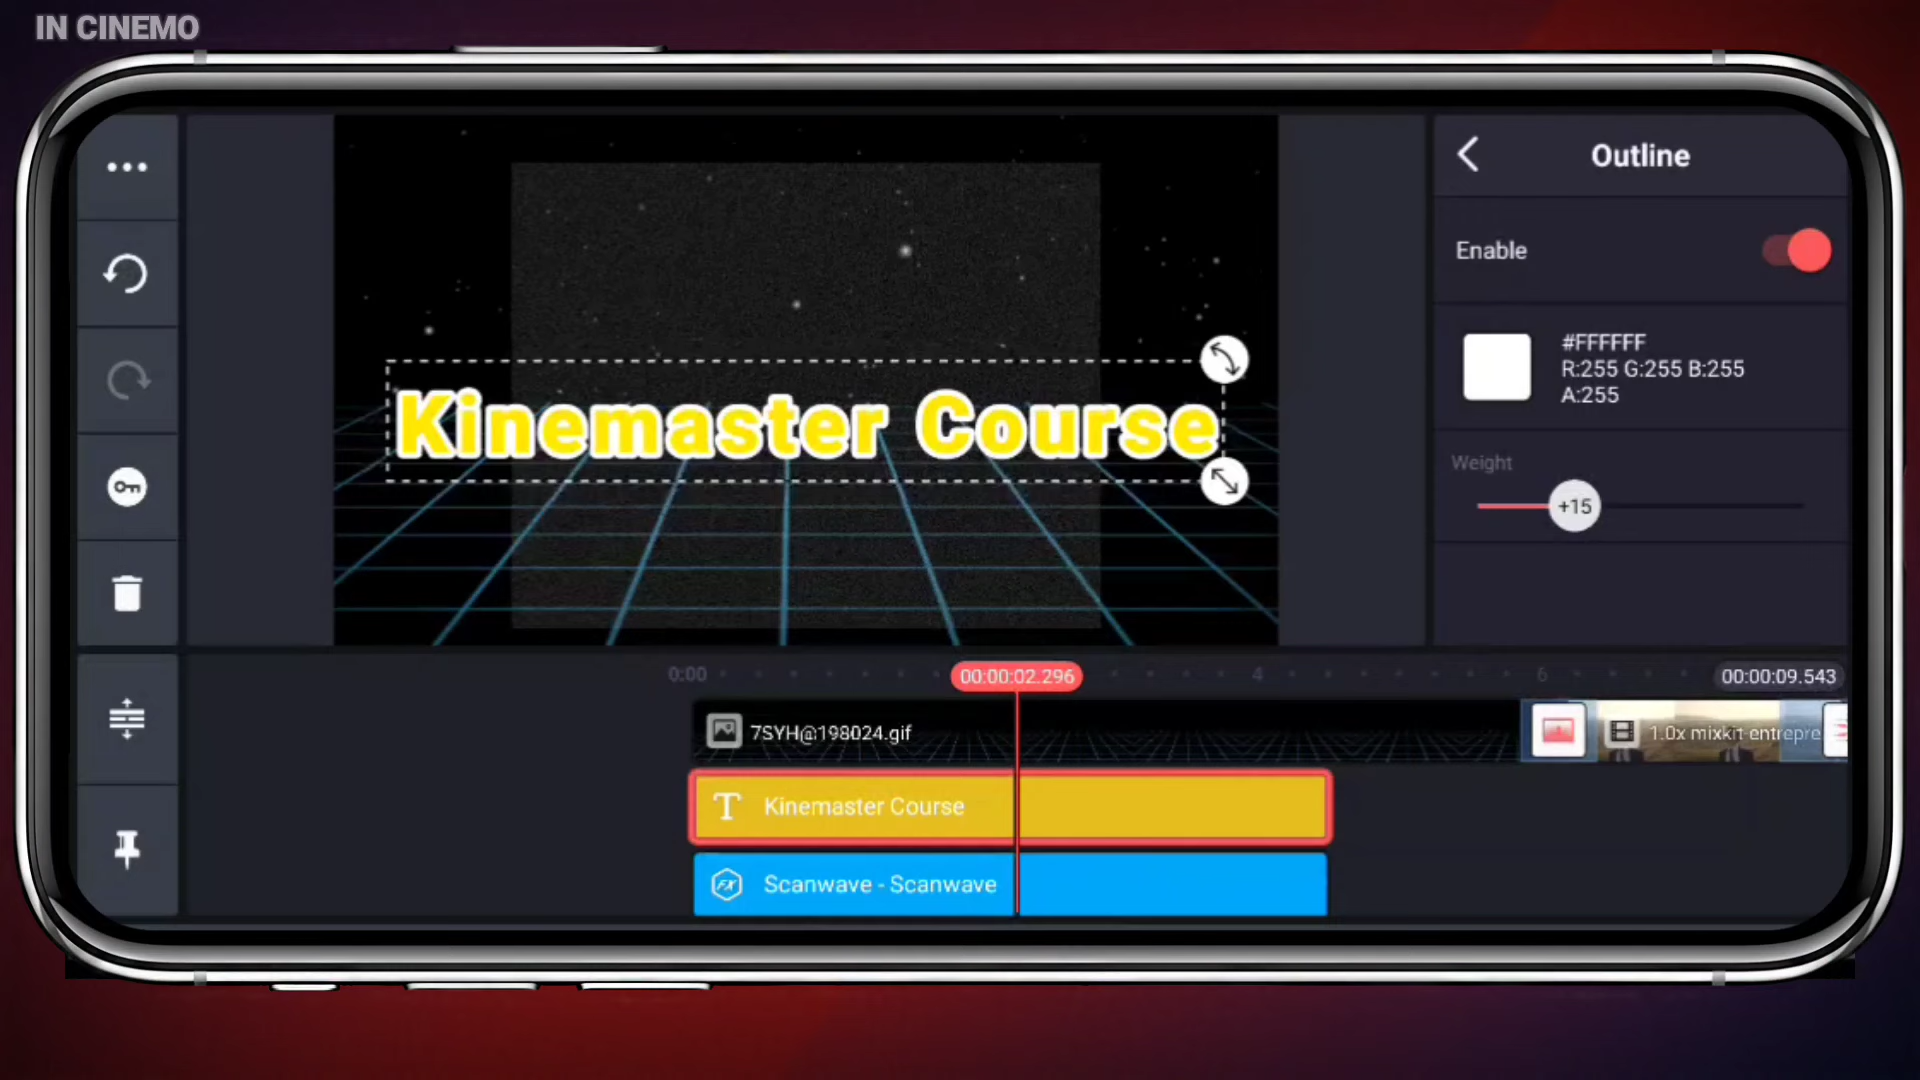 IN CINEMO
Outline
Enable
#FFFFFF
R:255 G:255 B:255
A:255
Weight
+15
Kinemaster Course
0:00
00:00:02.296
4
6
00:00:09.543
7SYH@198024.gif
1.0x mixkit-entrepre
T Kinemaster Course
FX Scanwave - Scanwave